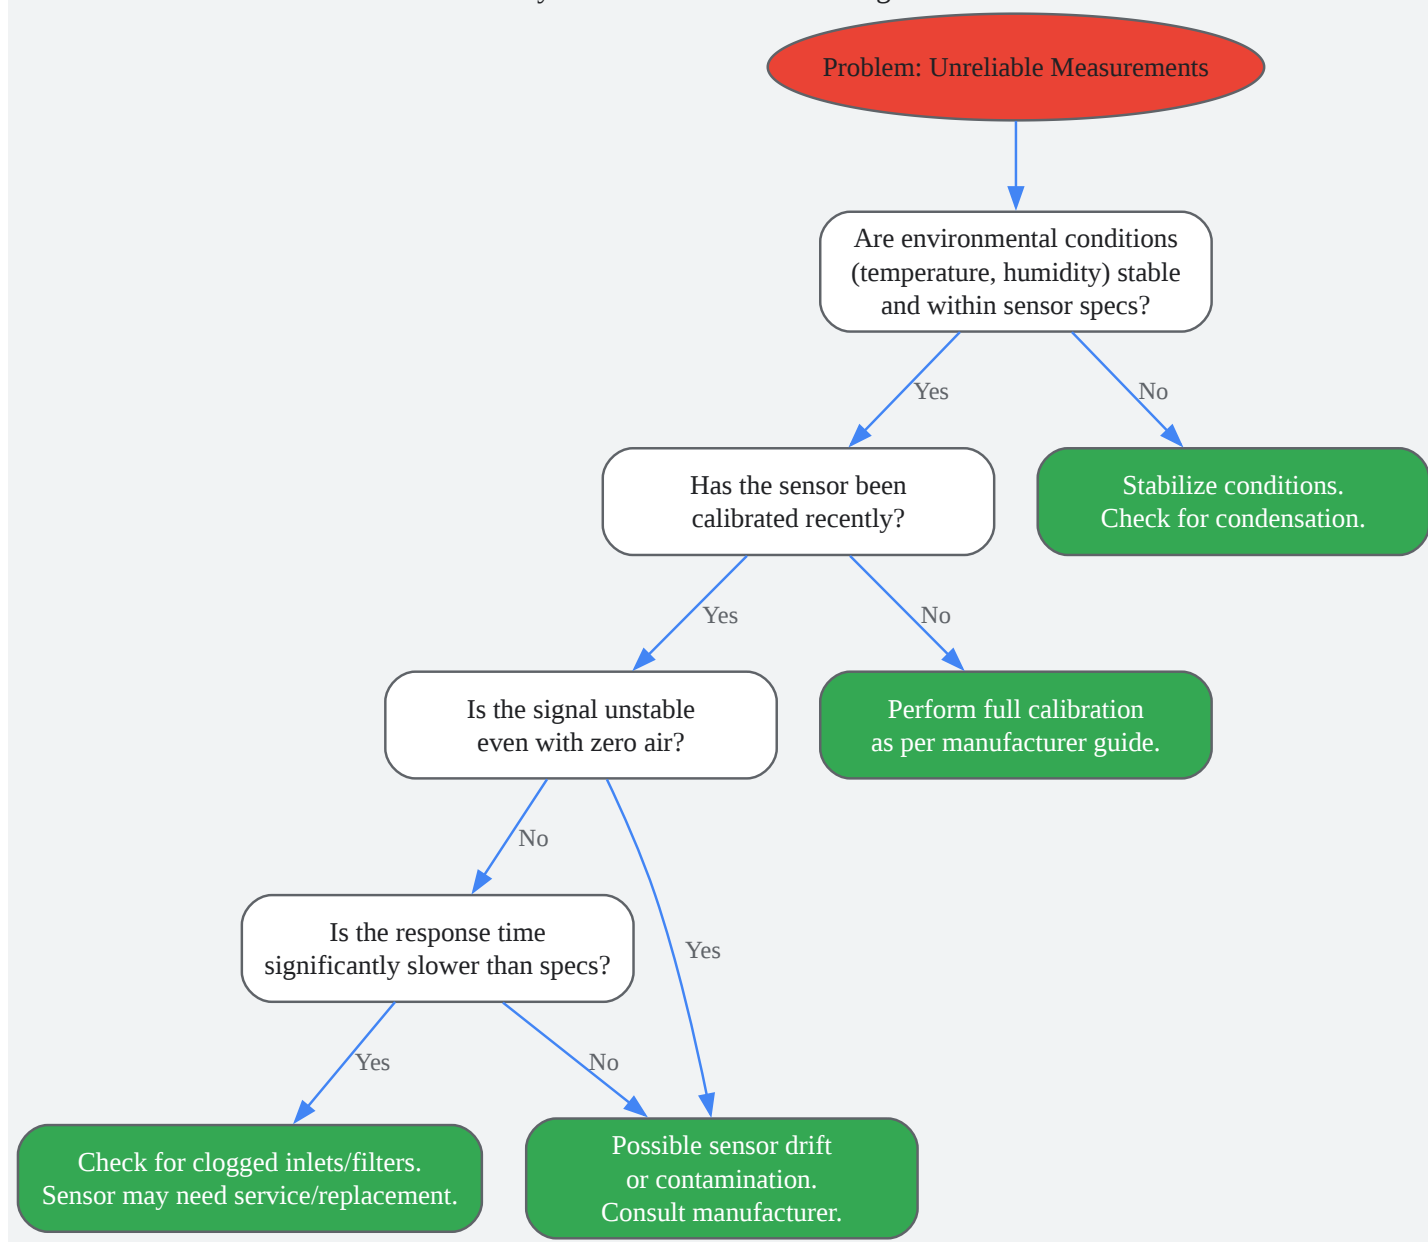 Problem: Unreliable Measurements
Are environmental conditions
(temperature, humidity) stable
and within sensor specs?
Yes
No
Has the sensor been
calibrated recently?
Stabilize conditions.
Check for condensation.
Yes
No
Is the signal unstable
even with zero air?
Perform full calibration
as per manufacturer guide.
No
Yes
Is the response time
significantly slower than specs?
Yes
No
Check for clogged inlets/filters.
Sensor may need service/replacement.
Possible sensor drift
or contamination.
Consult manufacturer.